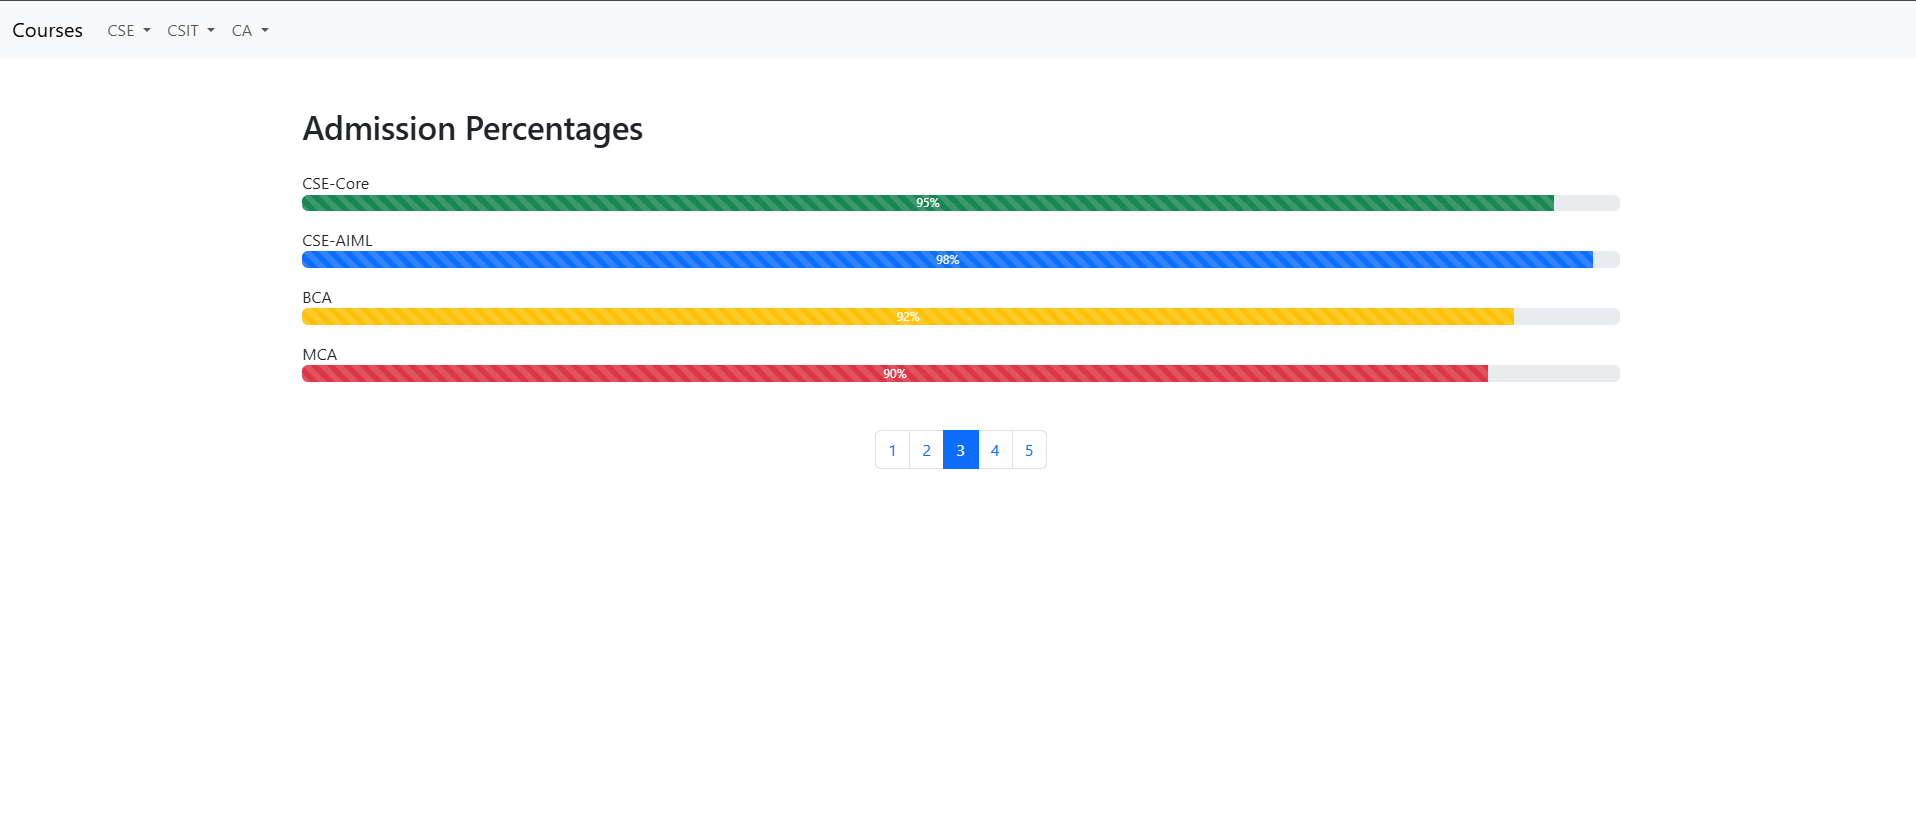 Courses CSE CSIT CA
Admission Percentages
CSE-Core
95%
CSE-AIML
98%
BCA
92%
MCA
90%
1 2 3 4 5